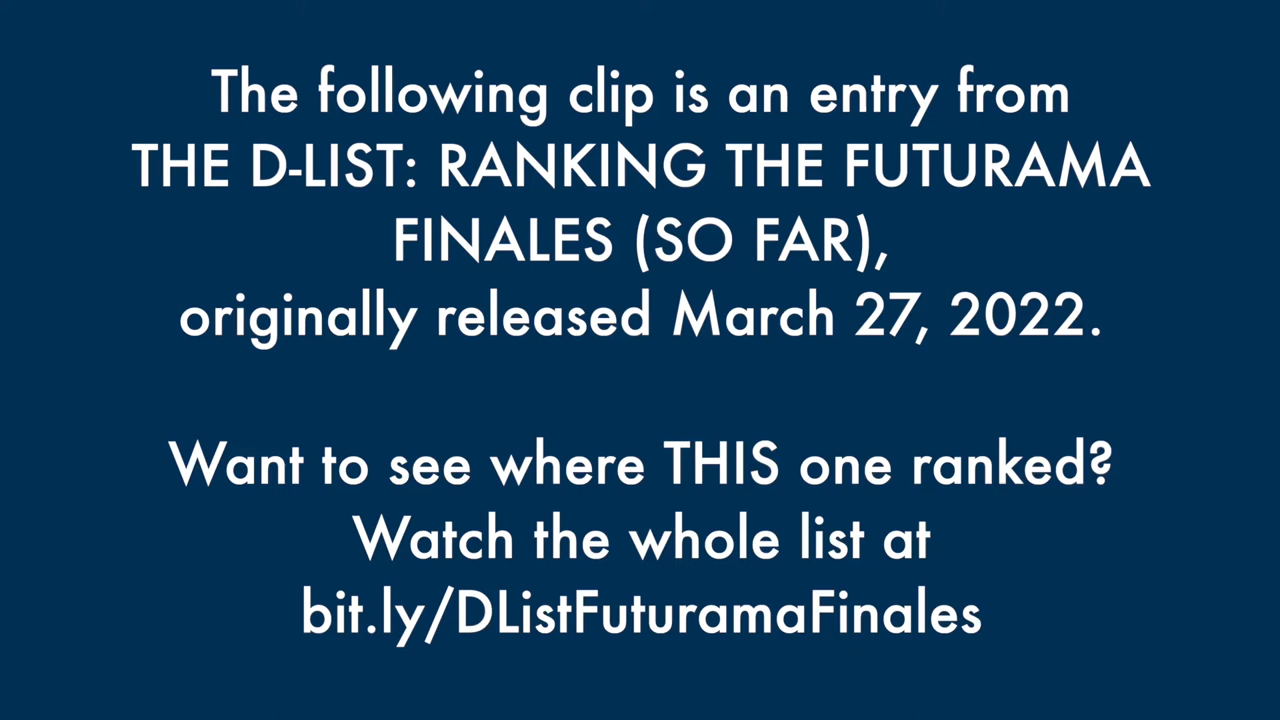 The following clip is an entry from
THE D-LIST: RANKING THE FUTURAMA
FINALES (SO FAR),
originally released March 27, 2022.
Want to see where THIS one ranked?
Watch the whole list at
bit.ly/DListFuturamaFinales